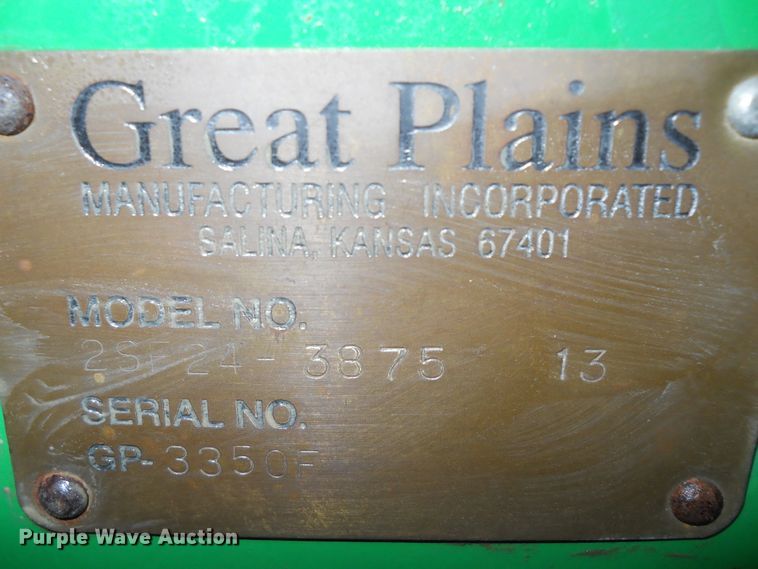 Great Plains
MANUFACTURING INCORPORATED
SALINA, KANSAS 67401
MODEL NO.
2SF24-3875 13
SERIAL NO.
GP-3350F
Purple Wave Auction